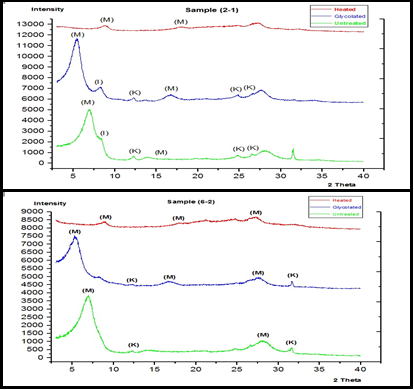 Intensity
Sample (2-1)
Heated
Glycolated
Untreated
13000
12000
11000
10000
9000
8000
7000
6000
5000
4000
3000
2000
1000
0
(M)
(M)
(M)
(M)
(I)
(K)
(M)
(K)
(K)
(M)
(I)
(K)
(M)
(K)
(K)
5
10
15
20
25
30
35
40
2 Theta
Intensity
Sample (6-2)
Heated
Glycolated
Untreated
9000
8500
8000
7500
7000
6500
6000
5500
5000
4500
4000
3500
3000
2500
2000
1500
1000
500
0
(M)
(M)
(M)
(M)
(K)
(M)
(M)
(K)
(M)
(K)
(M)
(K)
5
10
15
20
25
30
35
40
2 Theta